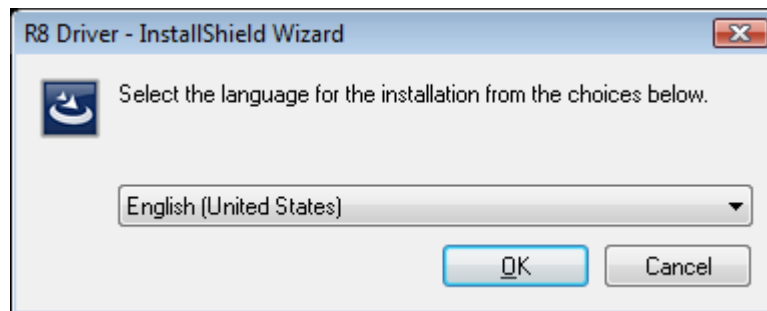 R8 Driver - InstallShield Wizard
Select the language for the installation from the choices below.
English (United States)
OK
Cancel